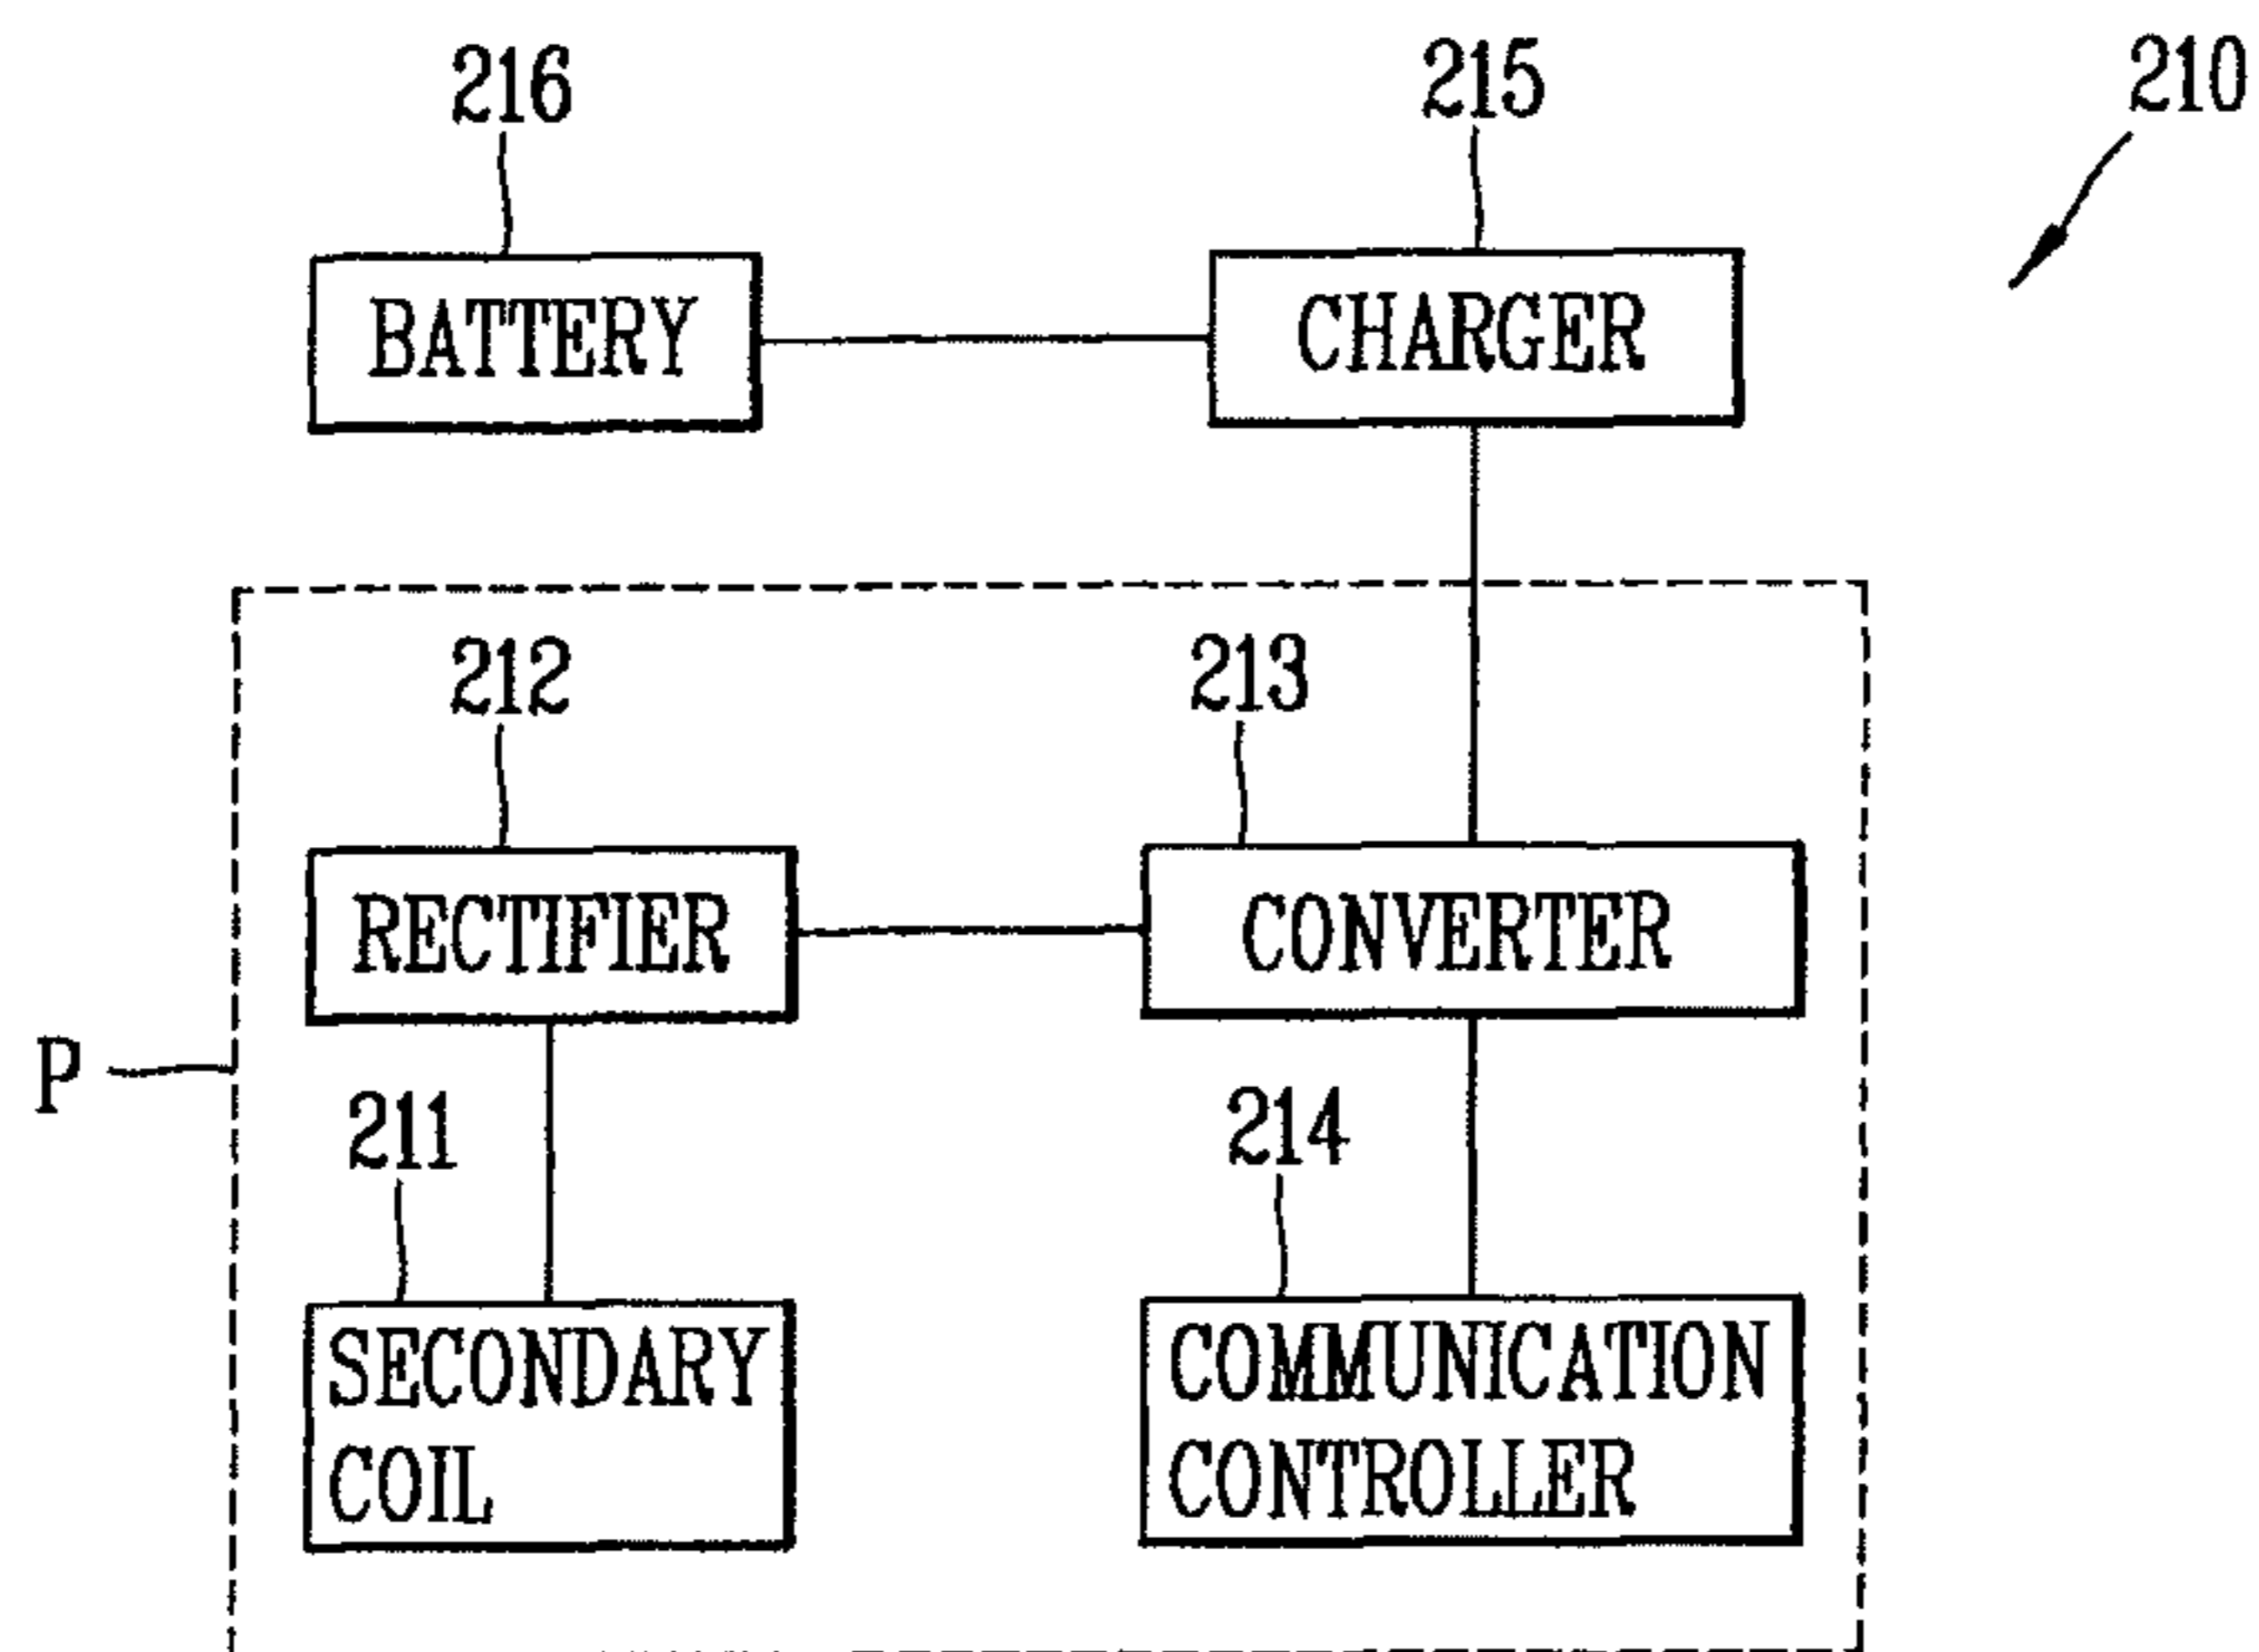 216
215
210
BATTERY
CHARGER
212
213
RECTIFIER
CONVERTER
P
211
214
SECONDARY
COIL
COMMUNICATION
CONTROLLER